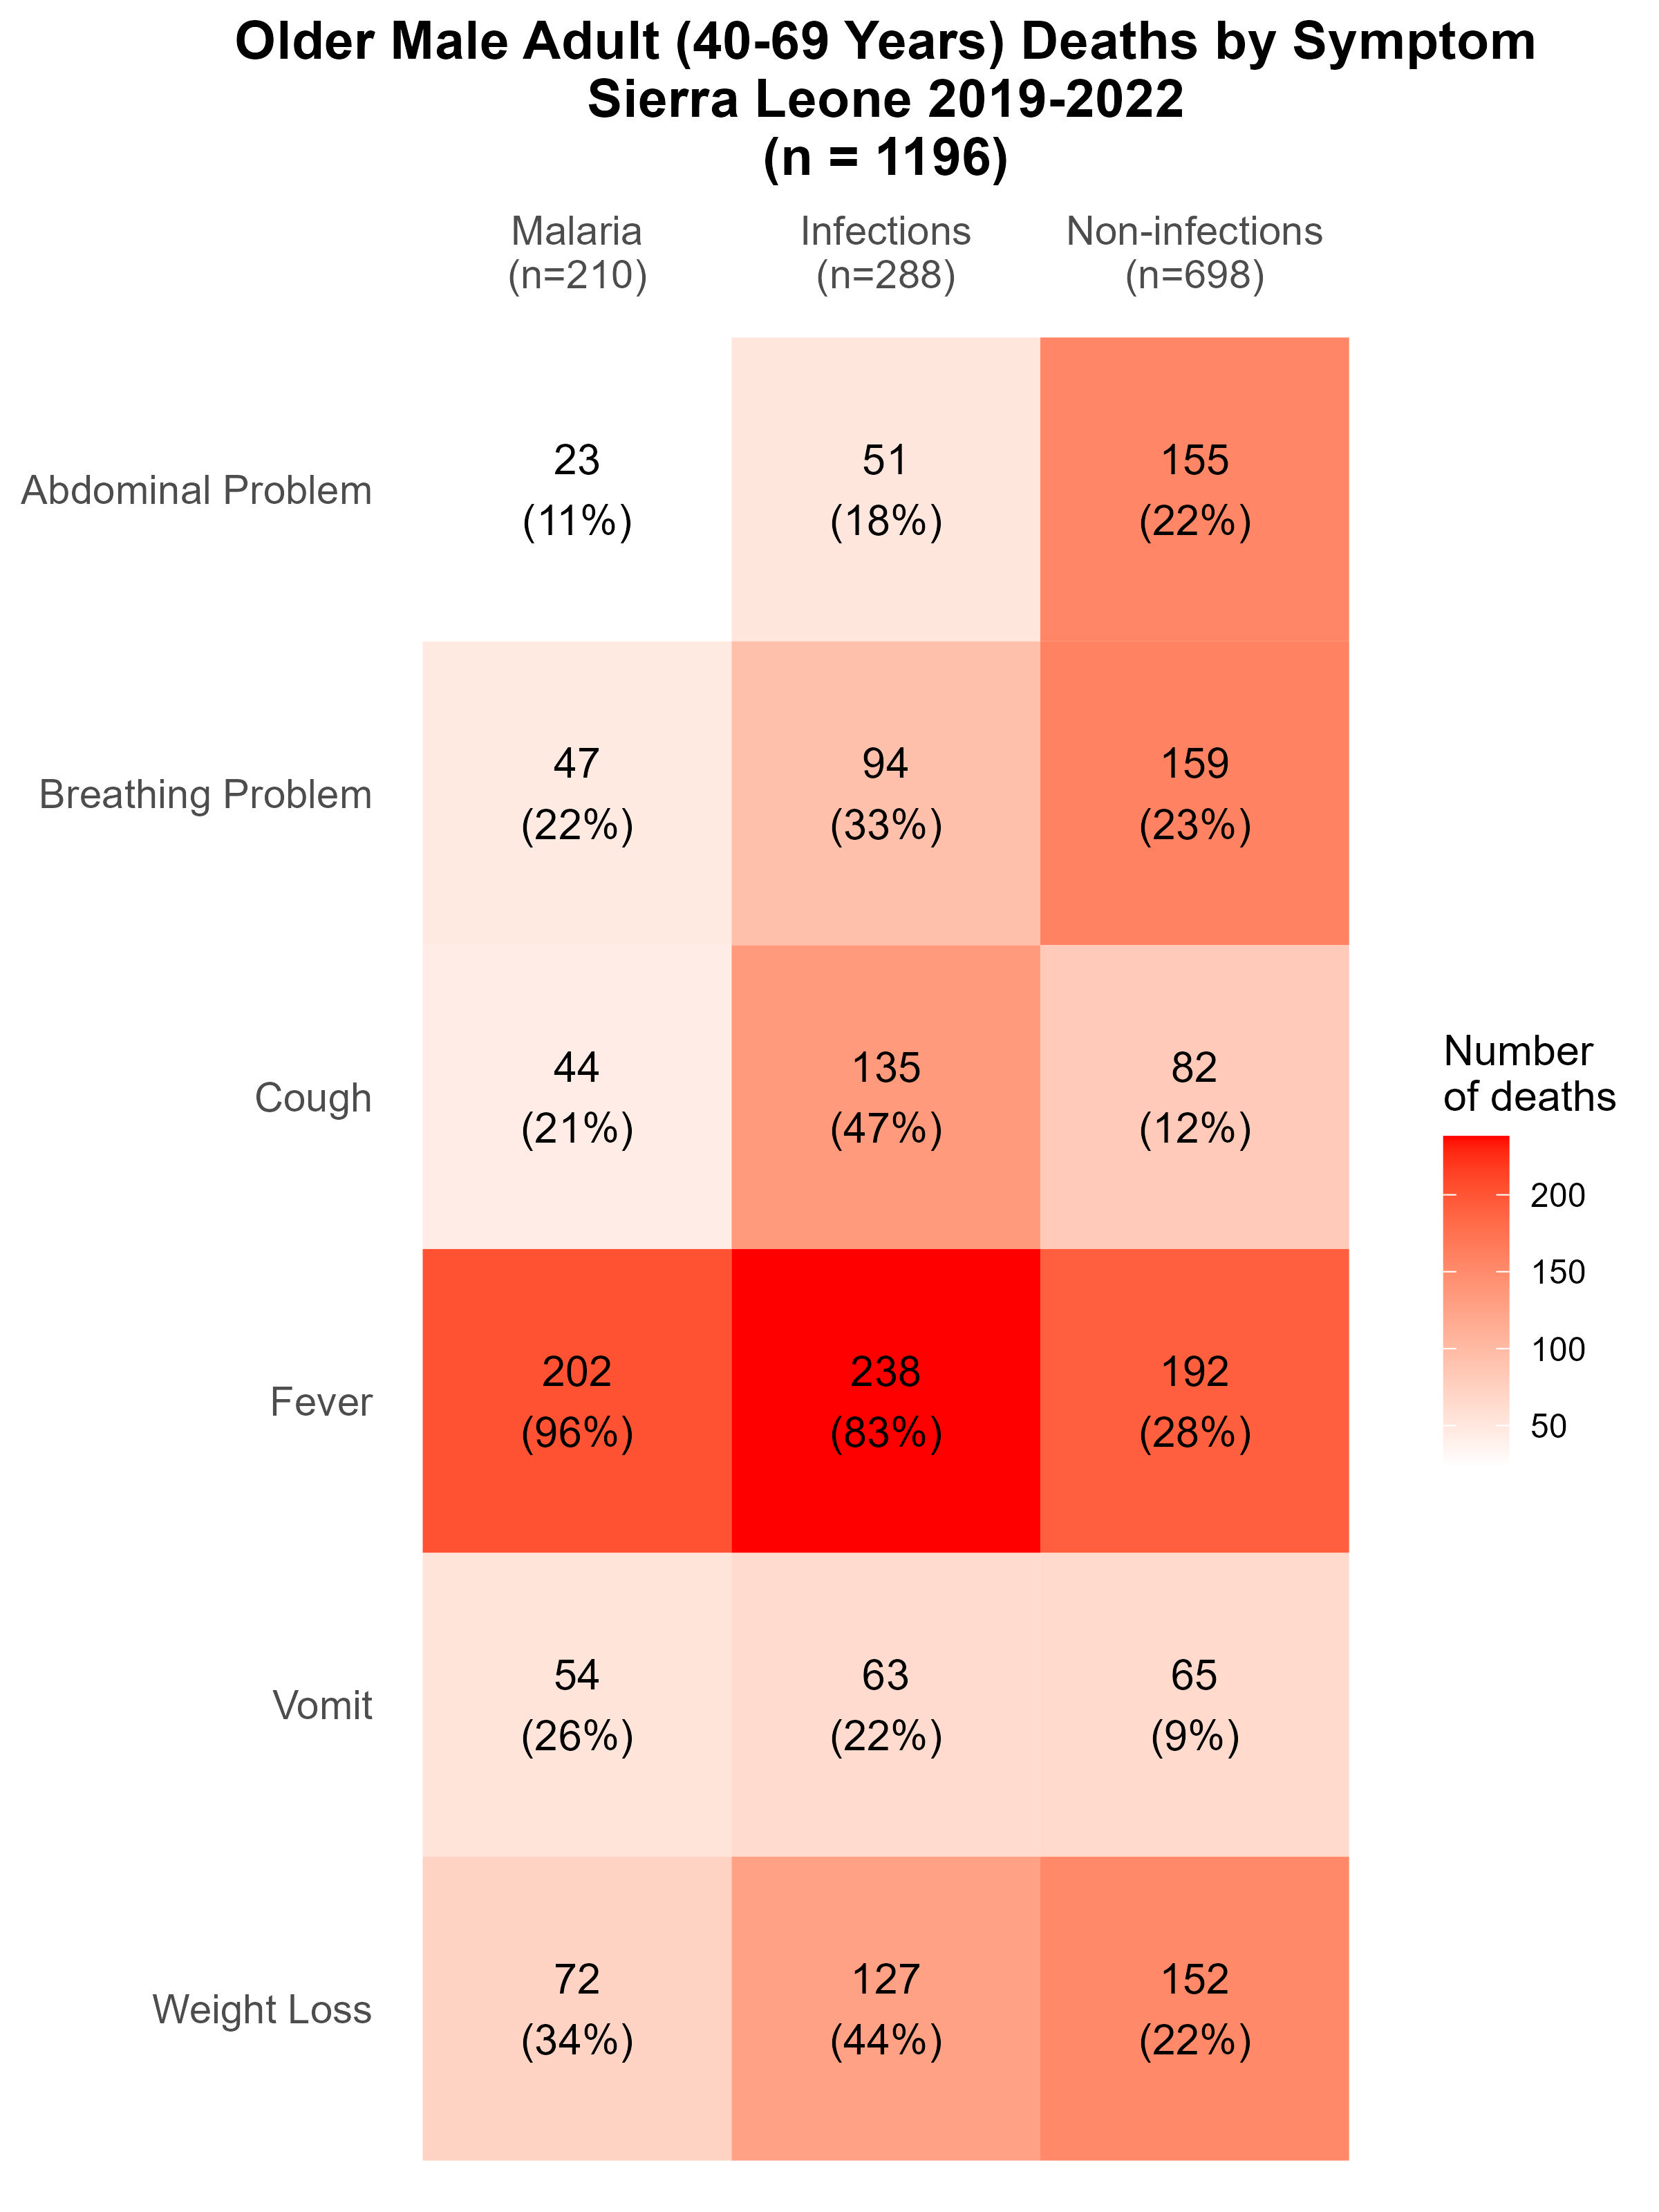 Older Male Adult (40-69 Years) Deaths by Symptom
Sierra Leone 2019-2022
(n = 1196)
Malaria
(n=210)
Infections
(n=288)
Non-infections
(n=698)
Abdominal Problem
23
(11%)
51
(18%)
155
(22%)
Breathing Problem
47
(22%)
94
(33%)
159
(23%)
Cough
44
(21%)
135
(47%)
82
(12%)
Fever
202
(96%)
238
(83%)
192
(28%)
Vomit
54
(26%)
63
(22%)
65
(9%)
Weight Loss
72
(34%)
127
(44%)
152
(22%)
Number
of deaths
200
150
100
50